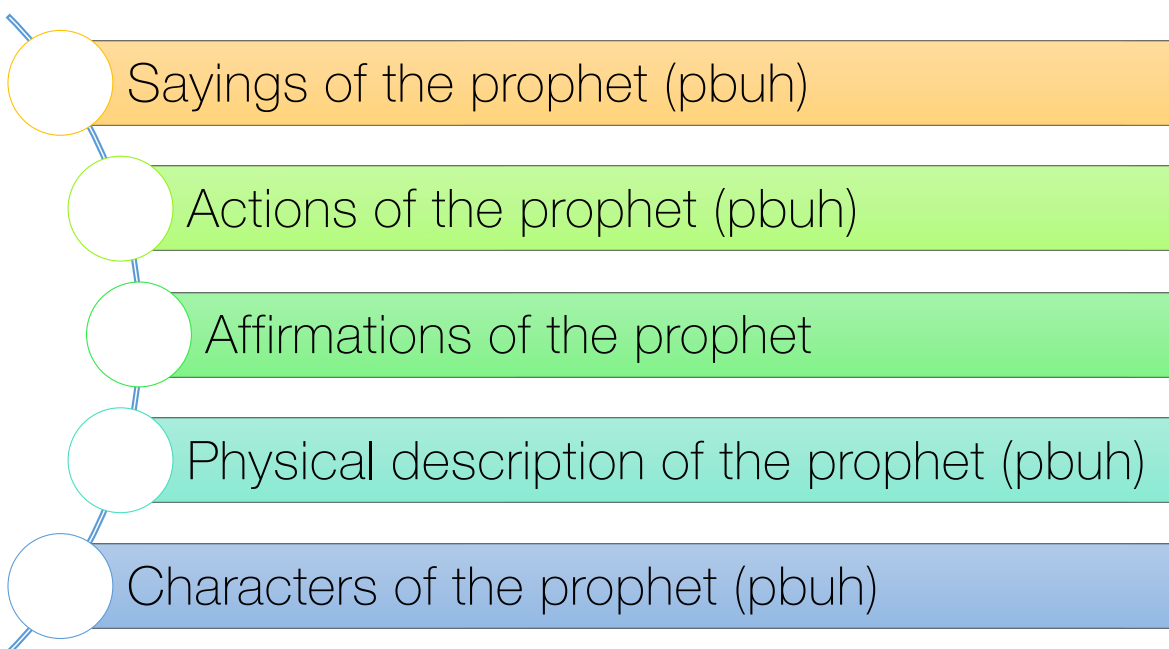 Sayings of the prophet (pbuh)
Actions of the prophet (pbuh)
Affirmations of the prophet
Physical description of the prophet (pbuh)
Characters of the prophet (pbuh)